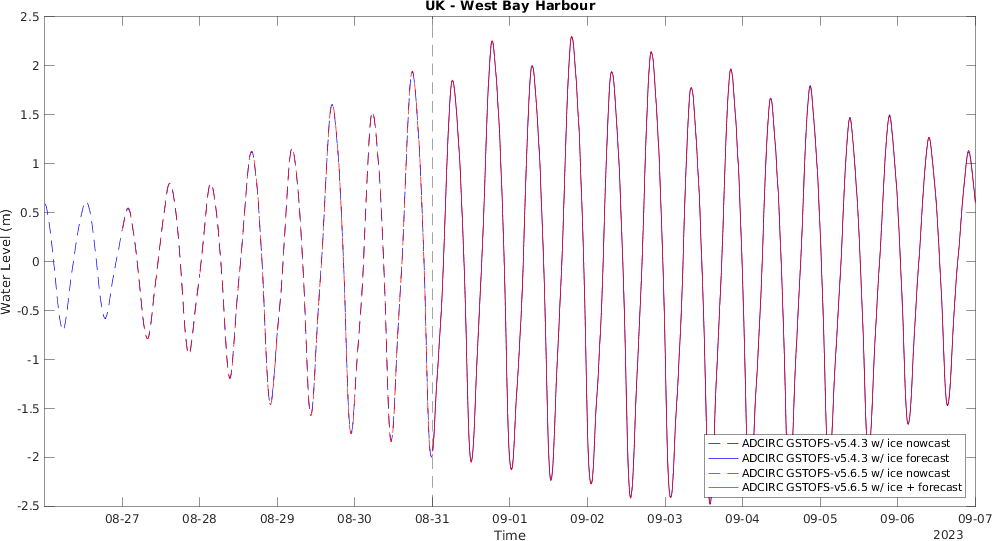 UK - West Bay Harbour
2.5
2
1.5
1
0.5
0
-0.5
-1
-1.5
-2
-2.5
Water Level (m)
ADCIRC GSTOFS-v5.4.3 w/ ice nowcast
ADCIRC GSTOFS-v5.4.3 w/ ice forecast
ADCIRC GSTOFS-v5.6.5 w/ ice nowcast
ADCIRC GSTOFS-v5.6.5 w/ ice + forecast
08-27 08-28 08-29 08-30 08-31 09-01 09-02 09-03 09-04 09-05 09-06 09-07
Time
2023